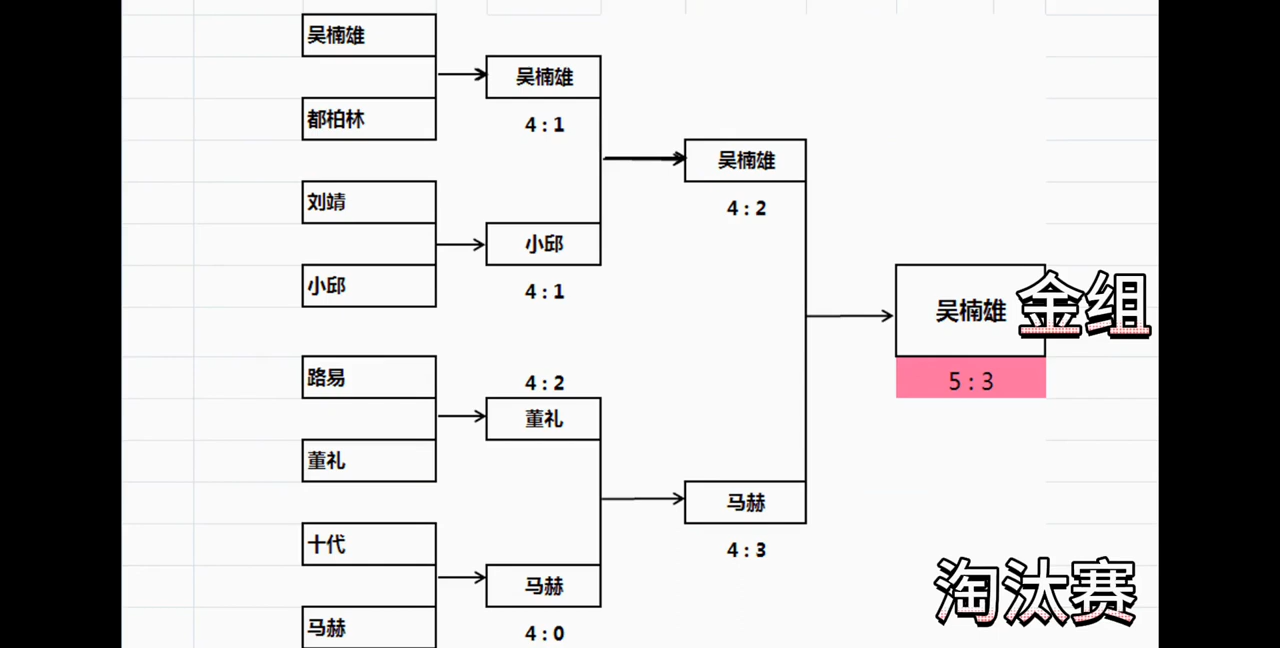 吴楠雄
都柏林
刘靖
小邱
路易
董礼
十代
马赫
吴楠雄
4:1
小邱
4:1
4:2
董礼
马赫
4:0
吴楠雄
4:2
马赫
4:3
吴楠雄
5:3
金组
淘汰赛